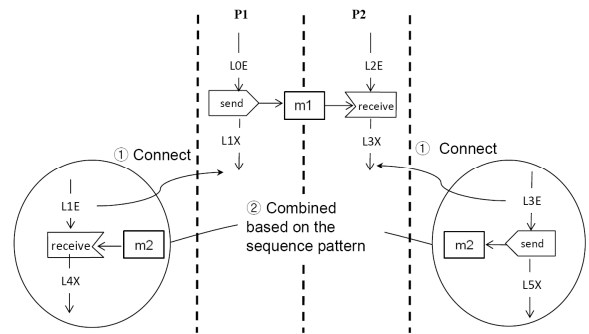 P1
P2
L0E
L2E
send
m1
receive
L1X
L3X
① Connect
① Connect
L1E
L3E
② Combined
based on the
sequence pattern
receive
m2
m2
send
L4X
L5X